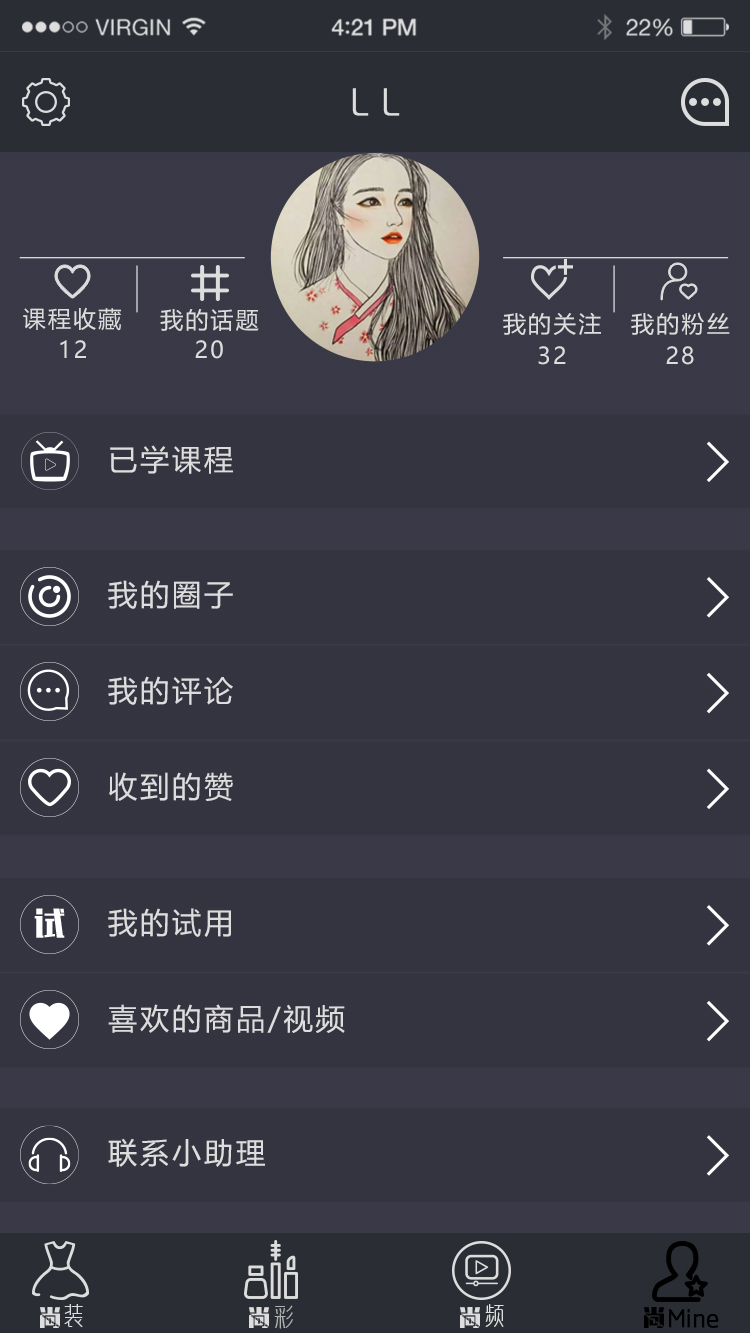 VIRGIN 4:21 PM 22%
LL
课程收藏 我的话题 我的关注 我的粉丝
12 20 32 28
已学课程
我的圈子
我的评论
收到的赞
试 我的试用
喜欢的商品/视频
联系小助理
尚装 尚彩 尚频 尚Mine